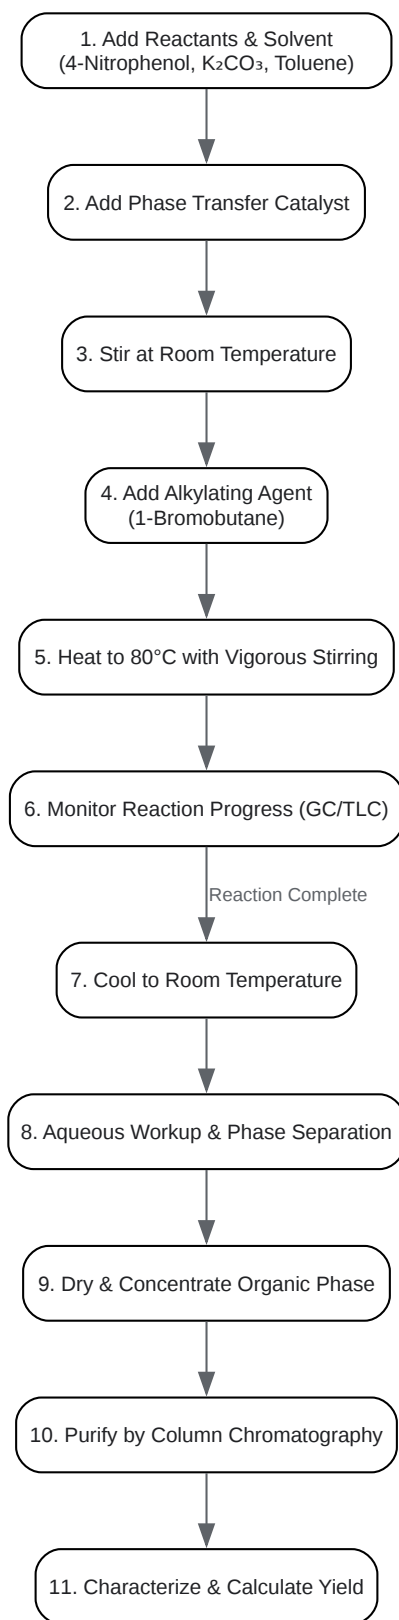 1. Add Reactants & Solvent
(4-Nitrophenol, K₂CO₃, Toluene)
2. Add Phase Transfer Catalyst
3. Stir at Room Temperature
4. Add Alkylating Agent
(1-Bromobutane)
5. Heat to 80°C with Vigorous Stirring
6. Monitor Reaction Progress (GC/TLC)
Reaction Complete
7. Cool to Room Temperature
8. Aqueous Workup & Phase Separation
9. Dry & Concentrate Organic Phase
10. Purify by Column Chromatography
11. Characterize & Calculate Yield